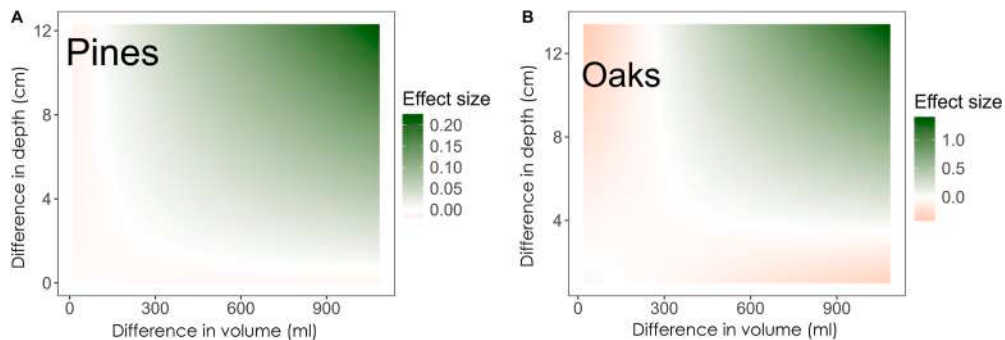 A
Pines
12
8
4
0
Difference in depth (cm)
0 300 600 900
Difference in volume (ml)
Effect size
0.20
0.15
0.10
0.05
0.00
B
Oaks
12
8
4
Difference in depth (cm)
0 300 600 900
Difference in volume (ml)
Effect size
1.0
0.5
0.0